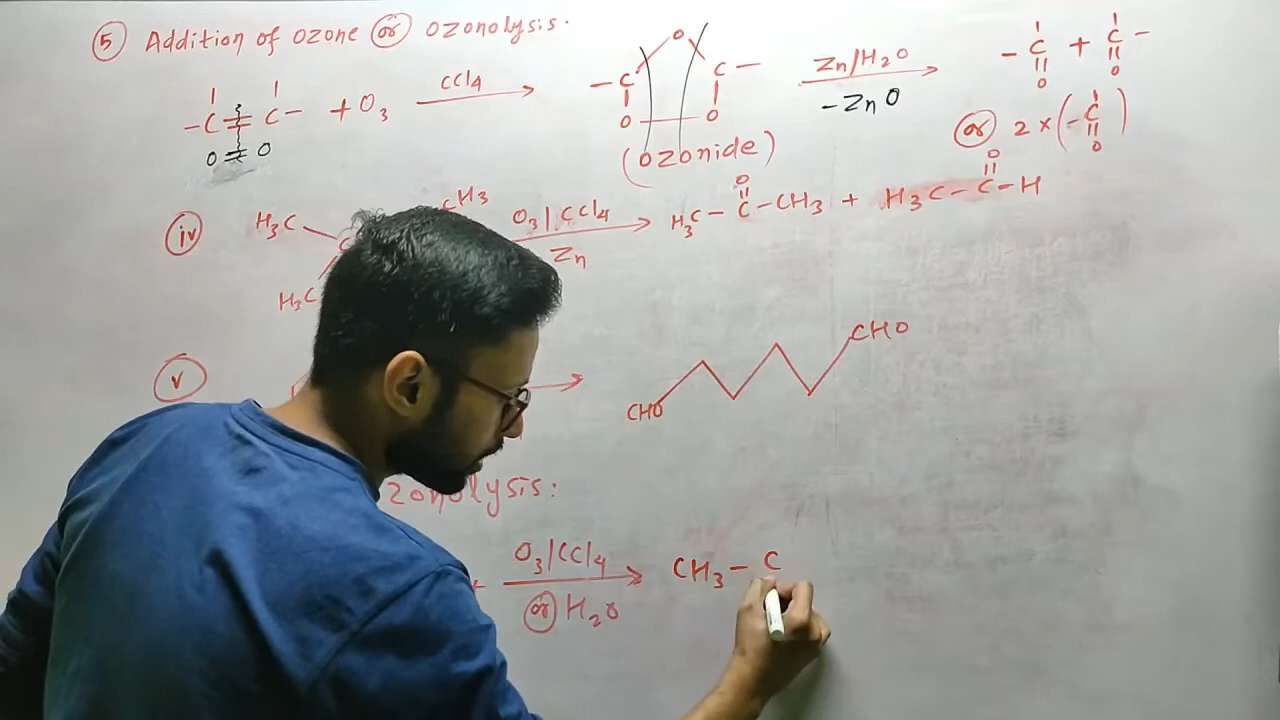 ⑤ Addition of ozone or ozonolysis.
-C = C- + O₃ CCl₄ → -C O C- O O Zn/H₂O → -C=O + C=O-
-ZnO
O = O
(ozonide)
or 2 × (-C=O)
iv H₃C CH₃ O₃/CCl₄ → H₃C-C-CH₃ + H₃C-C-H
O O
Zn
H₃C
v → CHO CHO
zonolysis:
O₃/CCl₄ → CH₃-C
or H₂O